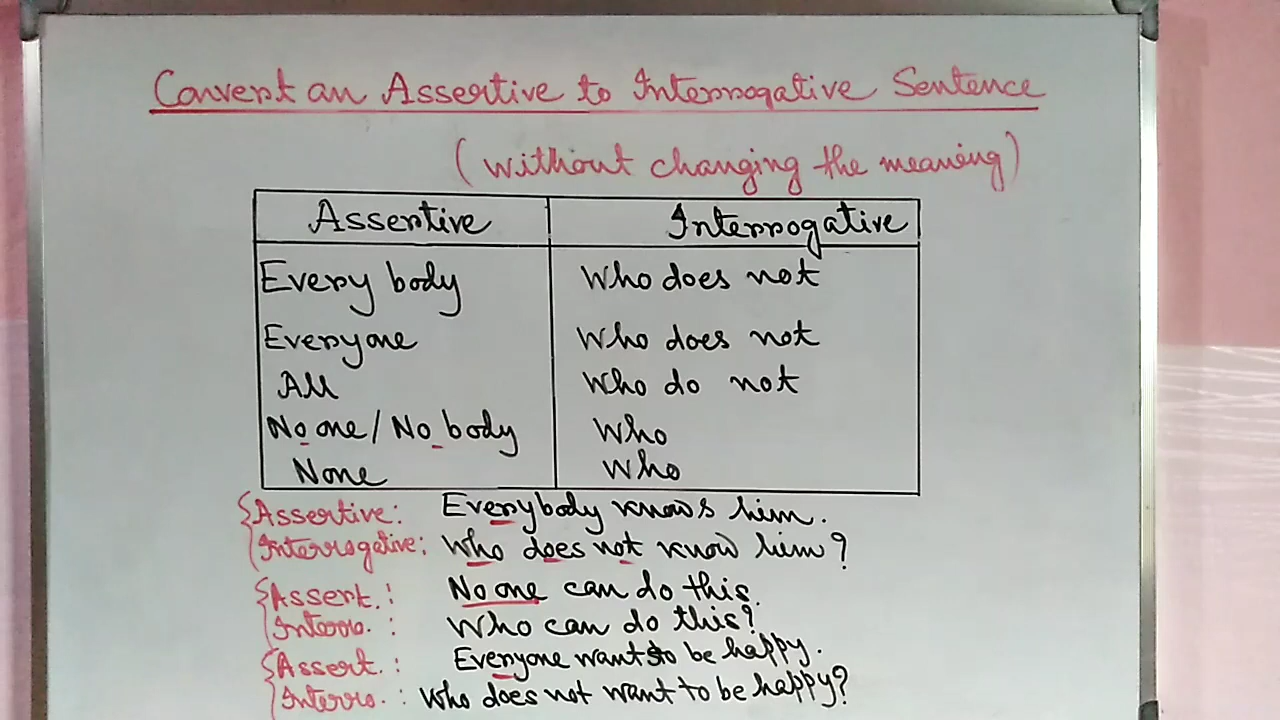 Convert an Assertive to Interrogative Sentence
(without changing the meaning)
Assertive Interrogative
Every body Who does not
Everyone Who does not
All Who do not
No one / No body Who
None Who
Assertive: Everybody knows him.
Interrogative: Who does not know him?
Assert.: No one can do this.
Interro.: Who can do this?
Assert.: Everyone wants to be happy.
Interro.: Who does not want to be happy?